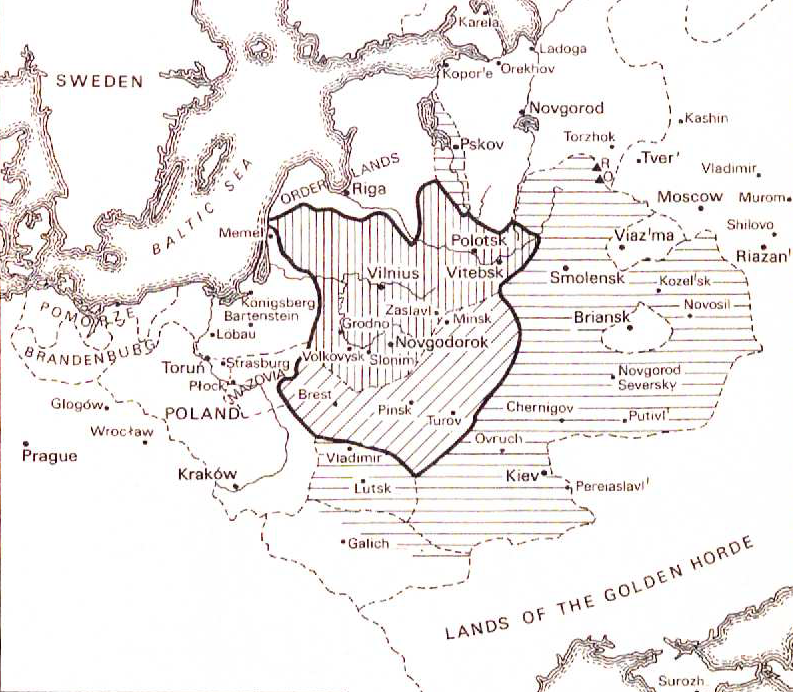 Karela
Ladoga
Kopor'e
Orekhov
SWEDEN
Novgorod
Kashin
Torzhok
Pskov
R
O
Tver'
Vladimir
ORDER LANDS
Riga
Moscow
Murom
BALTIC SEA
Memel
Polotsk
Viaz'ma
Shilovo
Riazan'
Vilnius
Vitebsk
Smolensk
Kozel'sk
Königsberg
Bartenstein
POMORZE
Zaslavl
Minsk
Novosil
Briansk
Grodno
Lobau
Novgodorok
BRANDENBURG
Volkovysk
Slonim
Toruń
Strasburg
Płock
MAZOVIA
Novgorod
Seversky
Brest
Pinsk
Turov
Głogów
POLAND
Chernigov
Putivl'
Wrocław
Ovruch
Prague
Vladimir
Kraków
Lutsk
Kiev
Pereiaslavl'
Galich
LANDS OF THE GOLDEN HORDE
Surozh